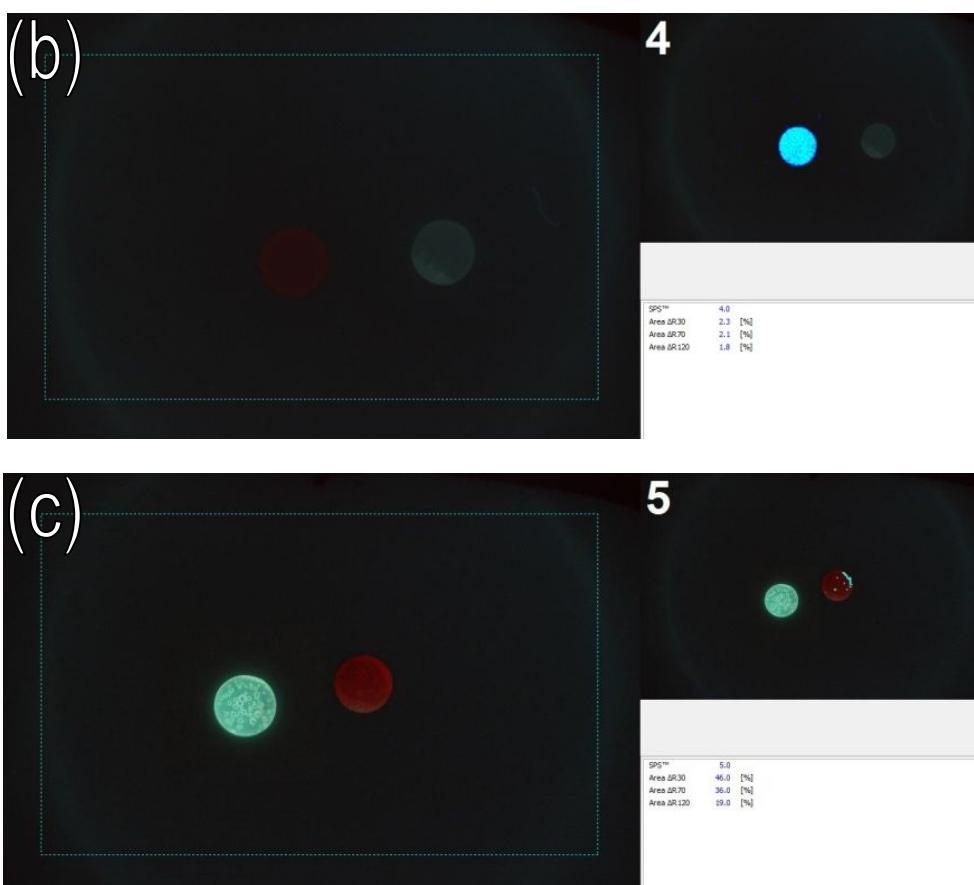 (b)
4
SPS™ 4.0
Area ΔR30 2.3 [%]
Area ΔR70 2.1 [%]
Area ΔR120 1.8 [%]
(c)
5
SPS™ 5.0
Area ΔR30 46.0 [%]
Area ΔR70 36.0 [%]
Area ΔR120 19.0 [%]